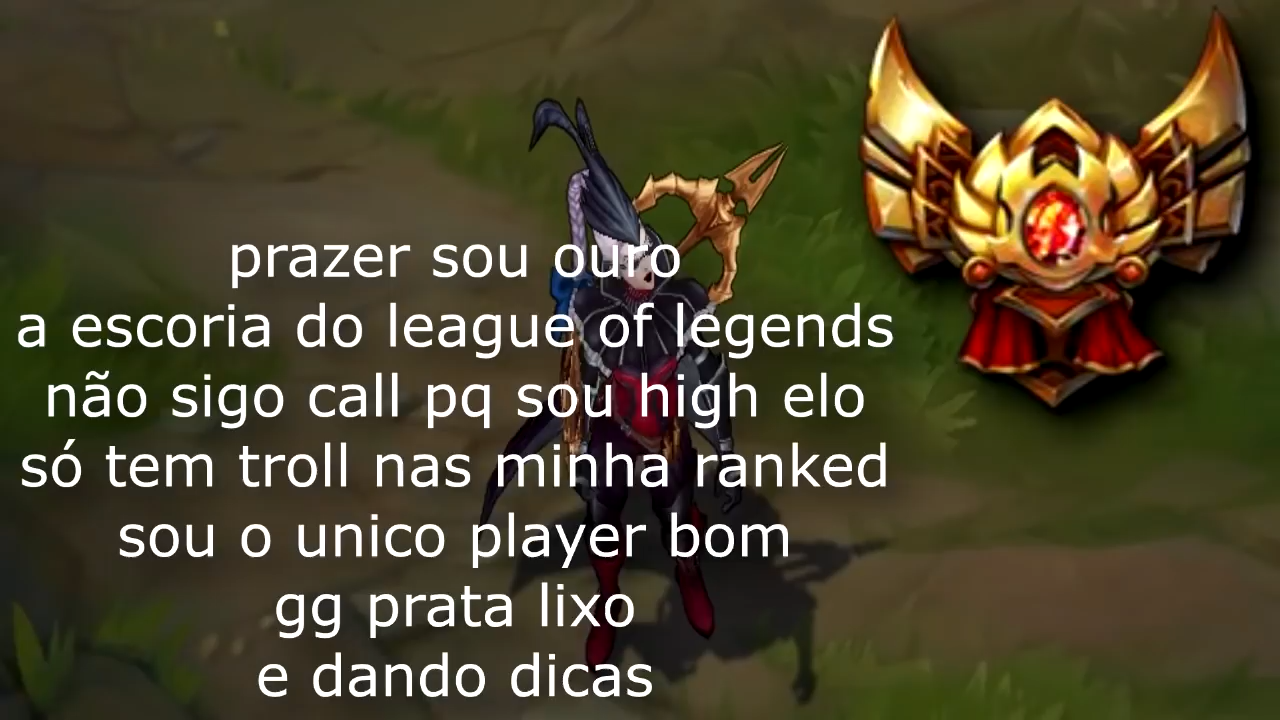 prazer sou ouro
a escoria do league of legends
não sigo call pq sou high elo
só tem troll nas minha ranked
sou o unico player bom
gg prata lixo
e dando dicas